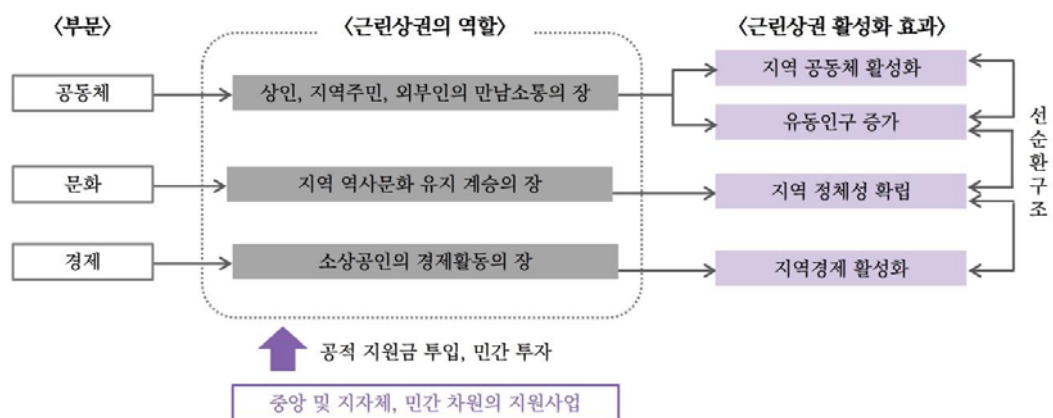 〈부문〉
〈근린상권의 역할〉
〈근린상권 활성화 효과〉
공동체
상인, 지역주민, 외부인의 만남소통의 장
지역 공동체 활성화
유동인구 증가
문화
지역 역사문화 유지 계승의 장
지역 정체성 확립
경제
소상공인의 경제활동의 장
지역경제 활성화
선순환구조
공적 지원금 투입, 민간 투자
중앙 및 지자체, 민간 차원의 지원사업